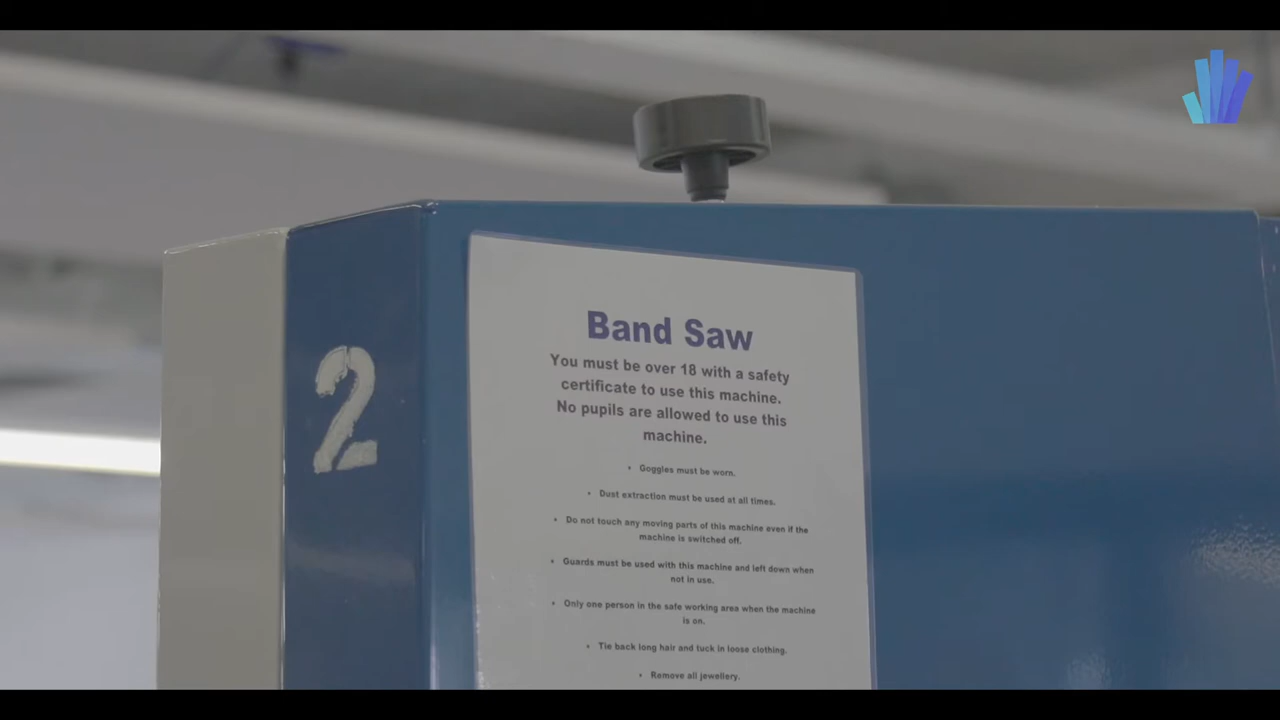 2
Band Saw
You must be over 18 with a safety
certificate to use this machine.
No pupils are allowed to use this
machine.
• Goggles must be worn.
• Dust extraction must be used at all times.
• Do not touch any moving parts of this machine even if the
machine is switched off.
• Guards must be used with this machine and left down when
not in use.
• Only one person in the safe working area when the machine
is on.
• Tie back long hair and tuck in loose clothing.
• Remove all jewellery.